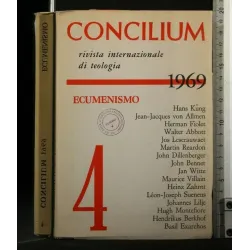 CONCILIUM
rivista internazionale
di teologia
1969
ECUMENISMO
Hans Küng
Jean-Jacques von Allmen
Herman Fiolet
Walter Abbott
Jos Lescrauwaet
Martin Reardon
John Dillenberger
John Bennet
Jan Witte
Maurice Villain
Heinz Zahrnt
Léon-Joseph Suenens
Johannes Lilje
Hugh Montefiore
Hendrikus Berkhof
Basil Exarchos
4
ECUMENISMO
CONCILIUM 1969